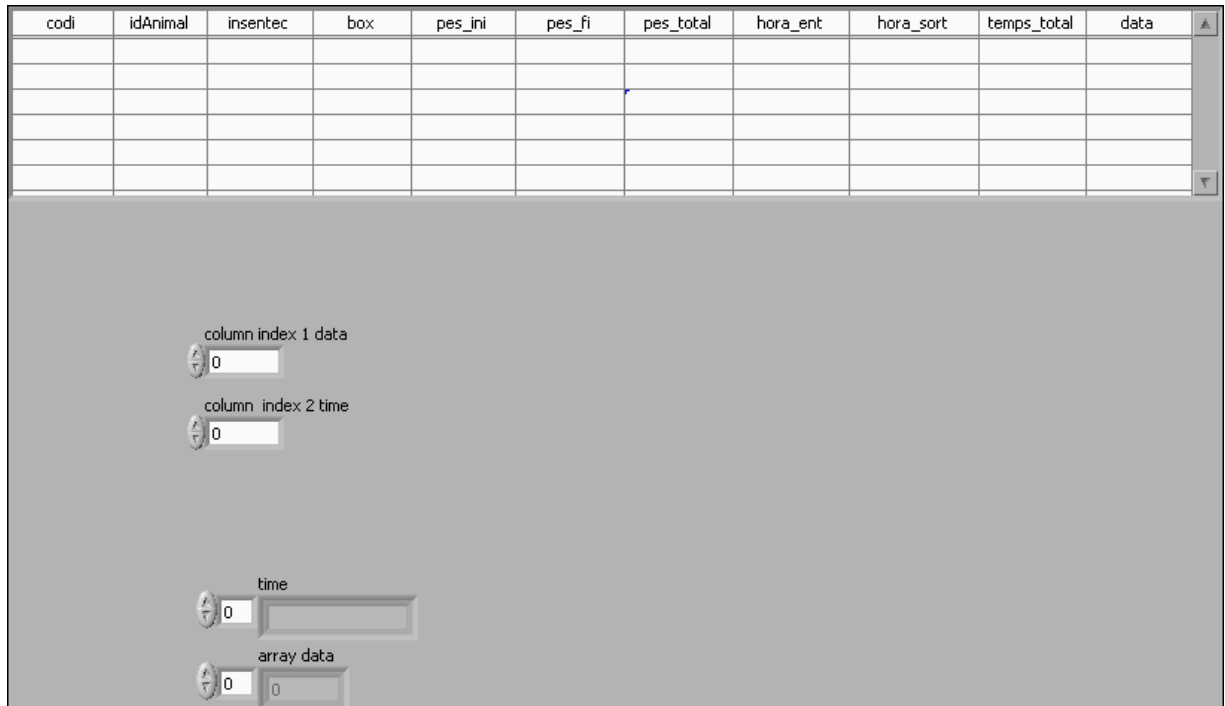 codi idAnimal insentec box pes_ini pes_fi pes_total hora_ent hora_sort temps_total data
column index 1 data
0
column  index 2 time
0
time
0
array data
0 0